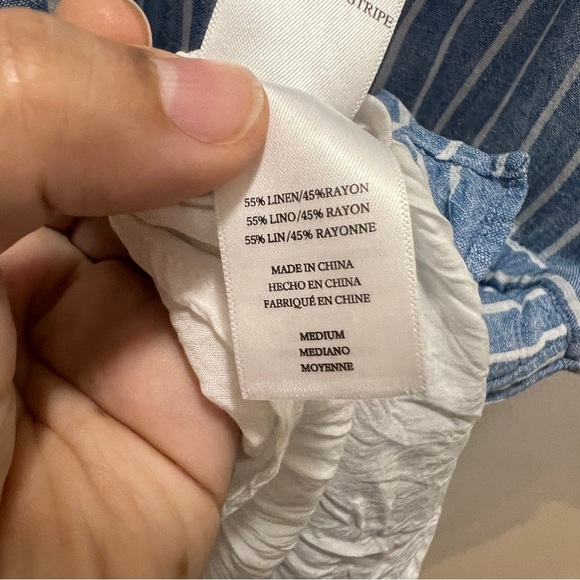 STRIPE
55% LINEN/45%RAYON
55% LINO/45% RAYON
55% LIN/45% RAYONNE
MADE IN CHINA
HECHO EN CHINA
FABRIQUÉ EN CHINE
MEDIUM
MEDIANO
MOYENNE